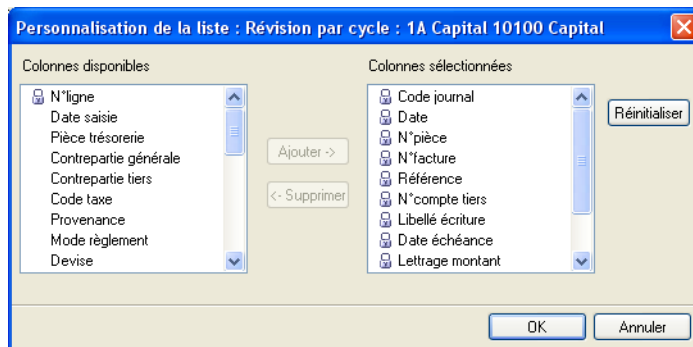 Personnalisation de la liste : Révision par cycle : 1A Capital 10100 Capital
Colonnes disponibles
N°ligne
Date saisie
Pièce trésorerie
Contrepartie générale
Contrepartie tiers
Code taxe
Provenance
Mode règlement
Devise
Ajouter ->
<- Supprimer
Colonnes sélectionnées
Code journal
Date
N°pièce
N°facture
Référence
N°compte tiers
Libellé écriture
Date échéance
Lettrage montant
Réinitialiser
OK
Annuler